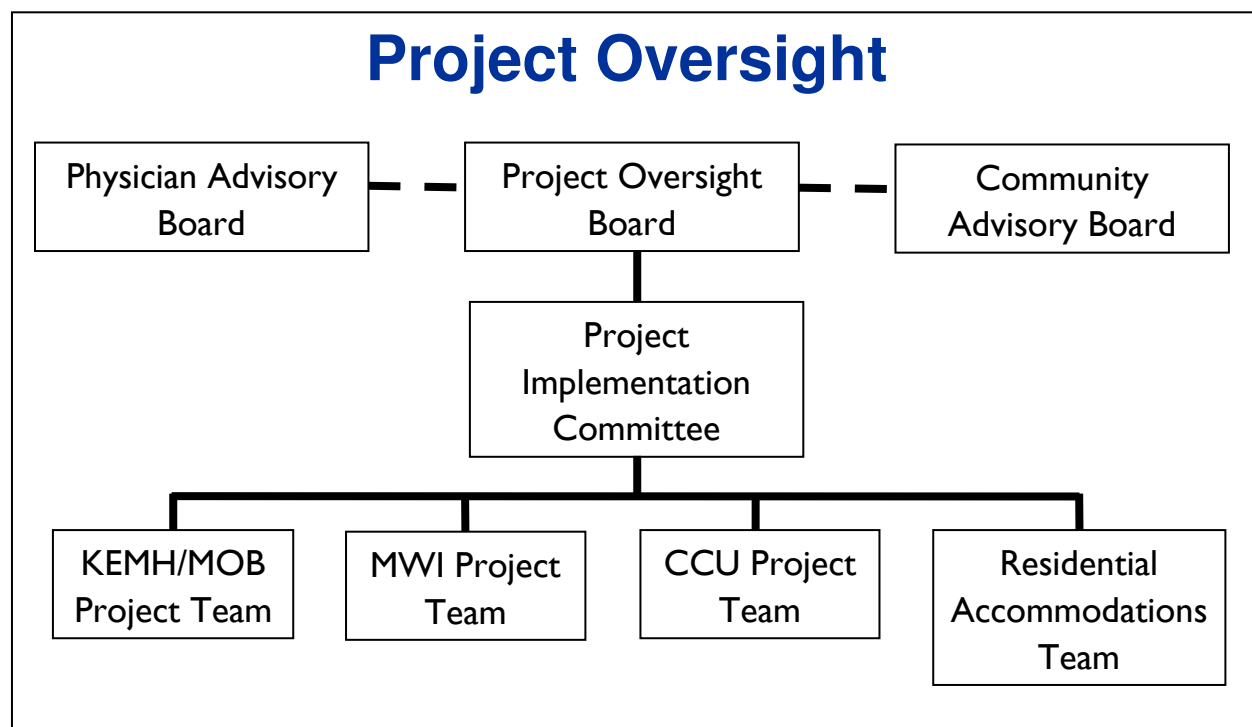 Project Oversight
Physician Advisory
Board
Project Oversight
Board
Community
Advisory Board
Project
Implementation
Committee
KEMH/MOB
Project Team
MWI Project
Team
CCU Project
Team
Residential
Accommodations
Team